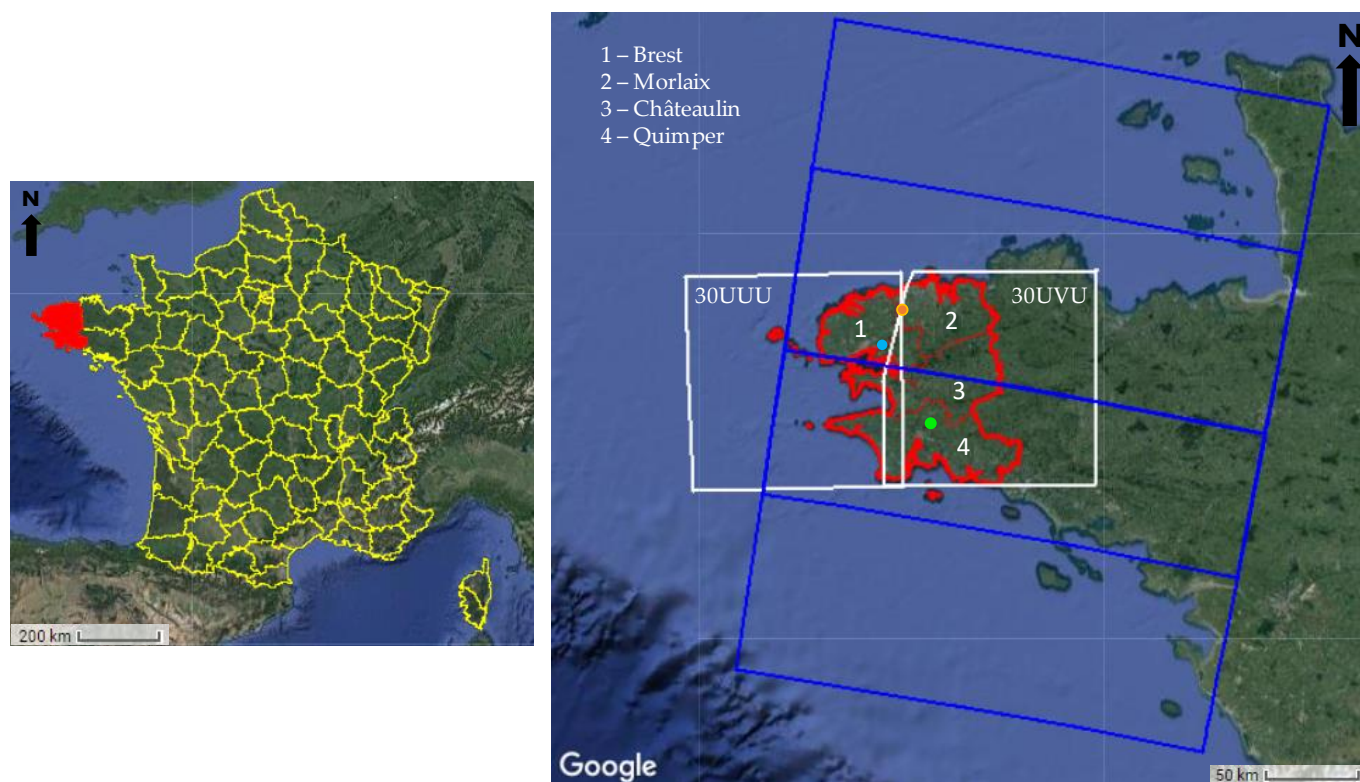 N
200 km
1 – Brest
2 – Morlaix
3 – Châteaulin
4 – Quimper
N
30UUU
30UVU
1
2
3
4
Google
50 km